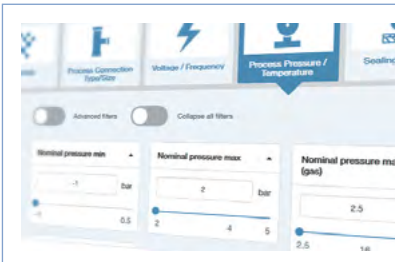 Process Connection
Type/Size
Voltage / Frequency
Process Pressure /
Temperature
Sealing
Advanced filters
Collapse all filters
Nominal pressure min
Nominal pressure max
Nominal pressure ma
(gas)
-1 bar
2 bar
2.5
-1 0.5
2 4 5
2.5 16